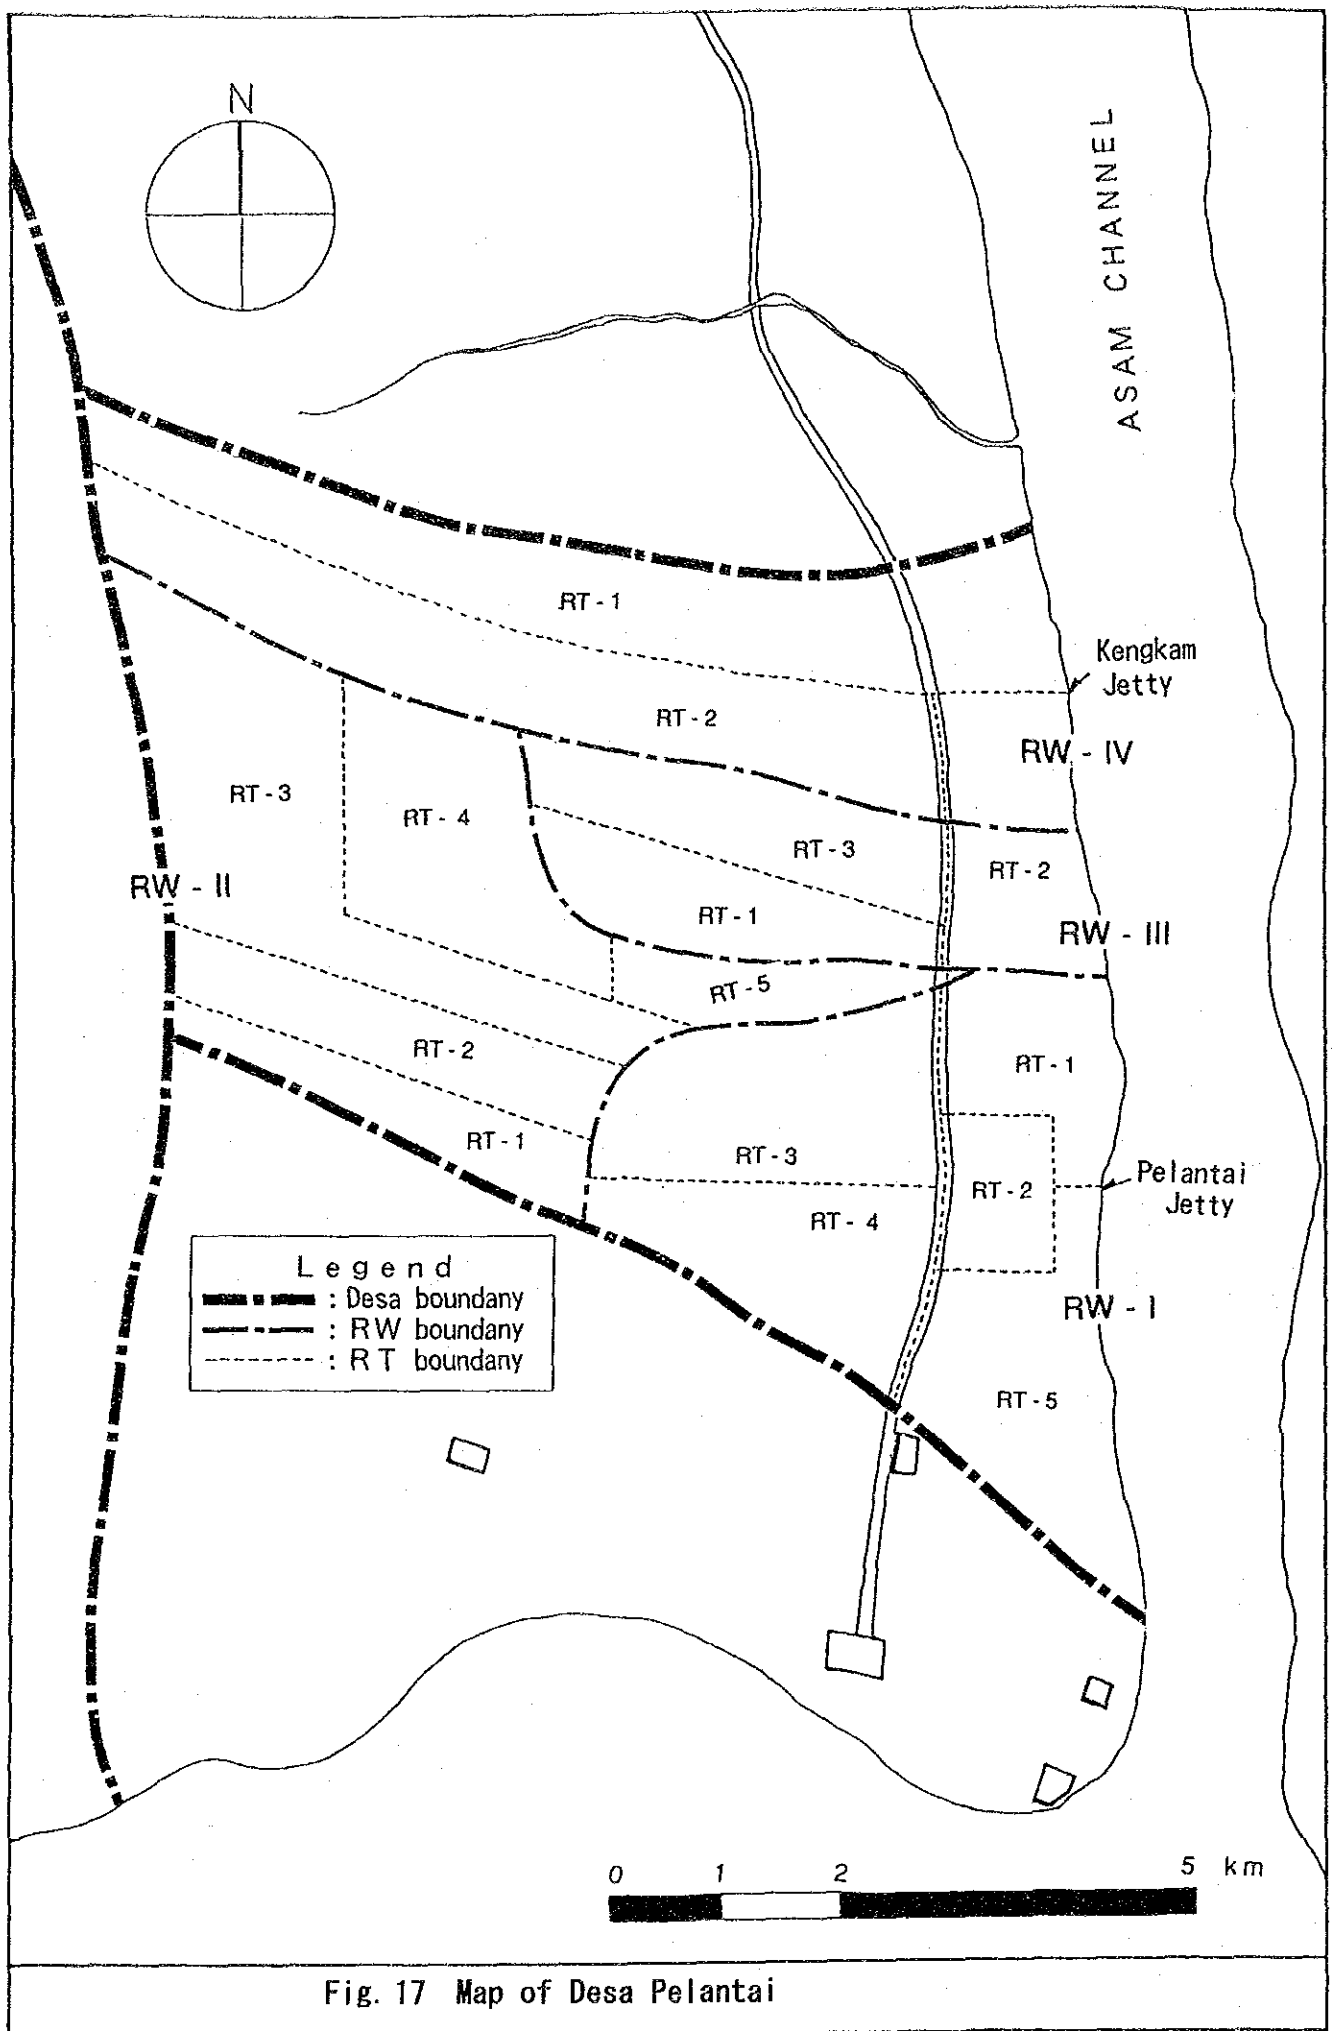 N
ASAM CHANNEL
RT - 1
Kengkam
Jetty
RT - 2
RW - IV
RT - 3
RT - 4
RT - 3
RT - 2
RW - II
RT - 1
RW - III
RT - 5
RT - 2
RT - 1
RT - 1
RT - 3
RT - 2
Pelantai
Jetty
RT - 4
RW - I
RT - 5
Legend
: Desa boundany
: RW boundany
: RT boundany
0 1 2 5 km
Fig. 17 Map of Desa Pelantai